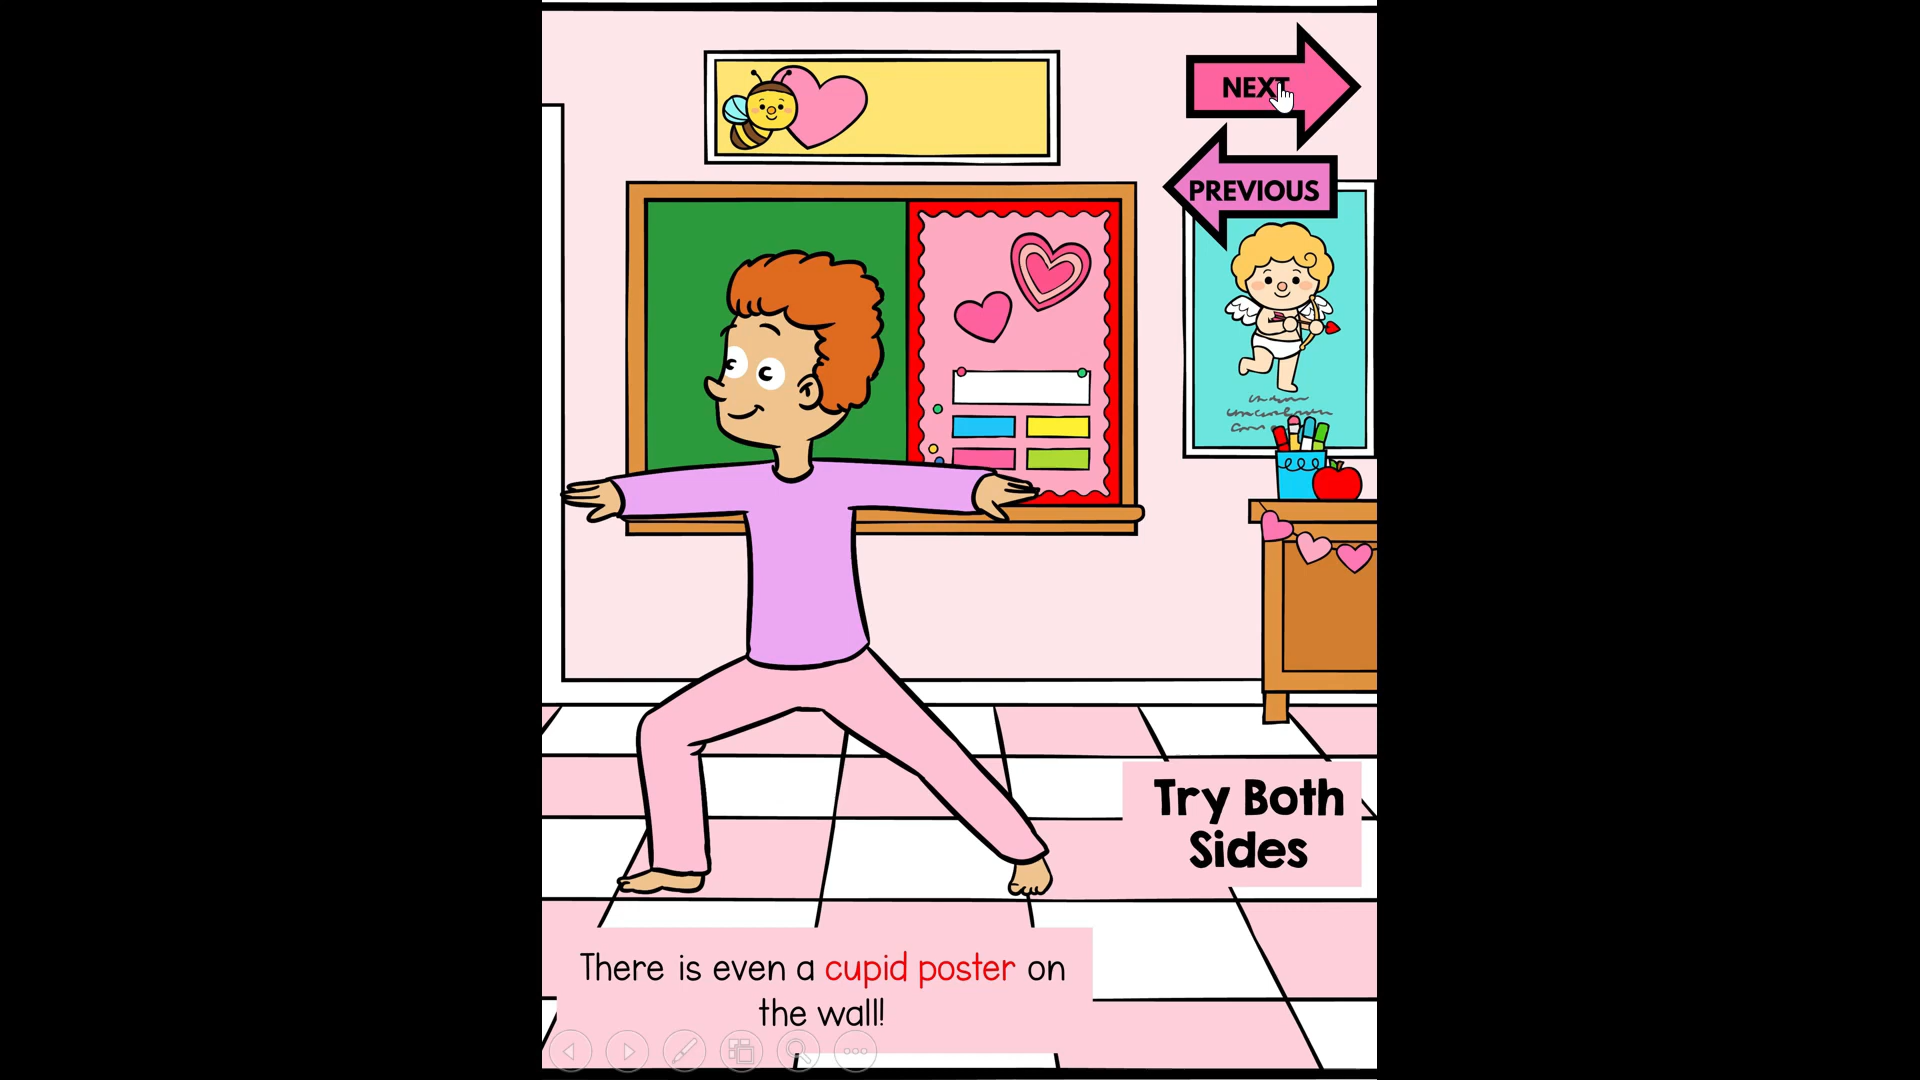 NEXT
PREVIOUS
Try Both
Sides
There is even a cupid poster on
the wall!